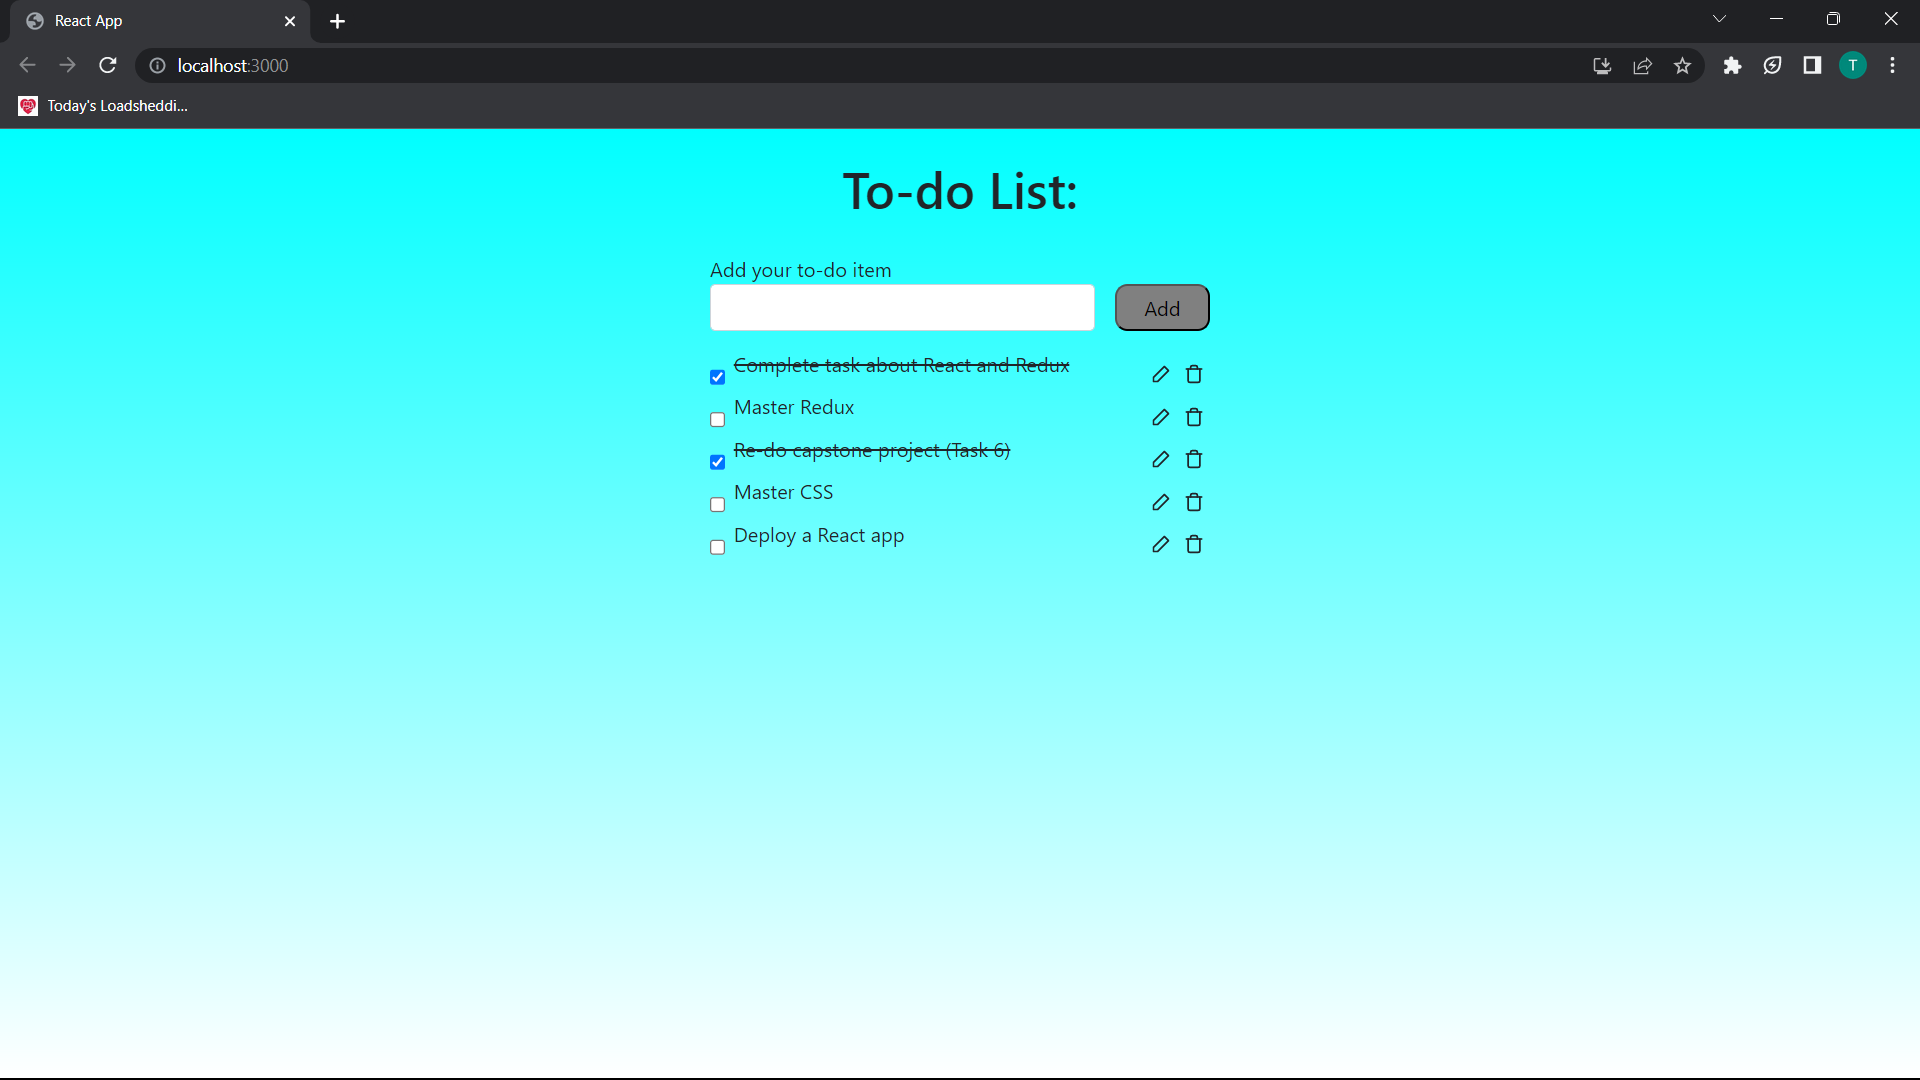 React App
localhost:3000
T
Today's Loadsheddi...
To-do List:
Add your to-do item
Add
Complete task about React and Redux
Master Redux
Re-do capstone project (Task 6)
Master CSS
Deploy a React app